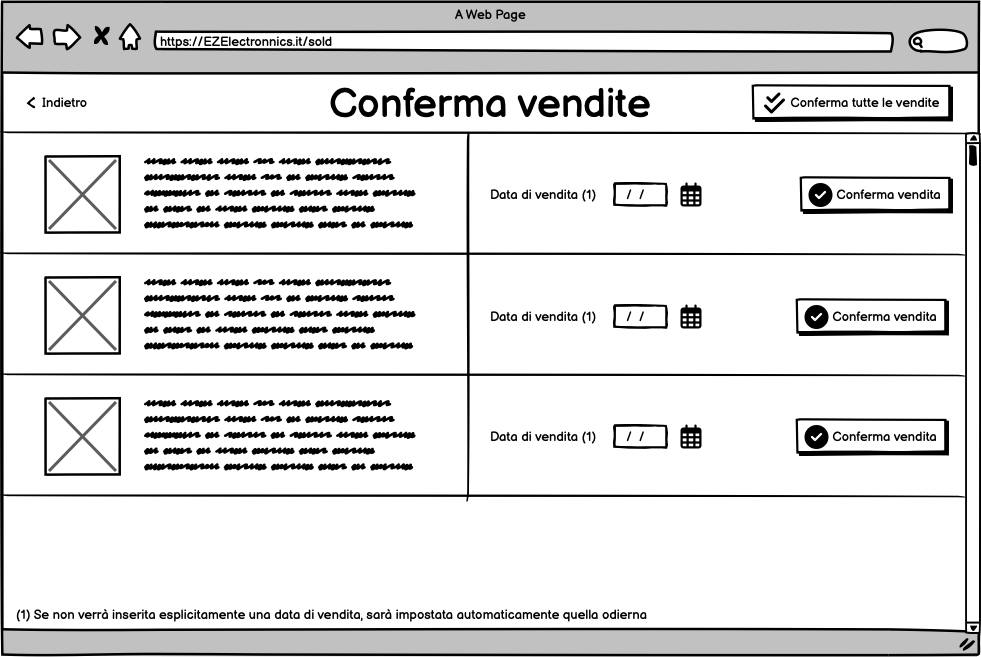 A Web Page
https://EZElectronnics.it/sold
Indietro
Conferma vendite
Conferma tutte le vendite
Data di vendita (1)
/ /
Conferma vendita
Data di vendita (1)
/ /
Conferma vendita
Data di vendita (1)
/ /
Conferma vendita
(1) Se non verrà inserita esplicitamente una data di vendita, sarà impostata automaticamente quella odierna